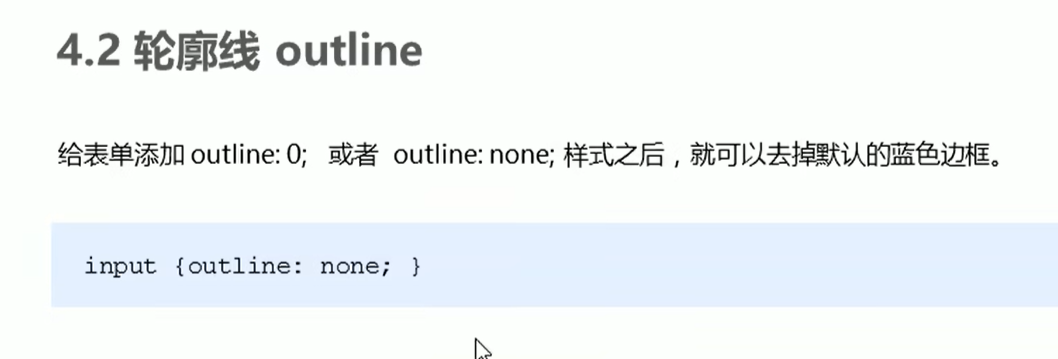 4.2 轮廓线 outline
给表单添加 outline: 0; 或者 outline: none; 样式之后，就可以去掉默认的蓝色边框。
input {outline: none; }